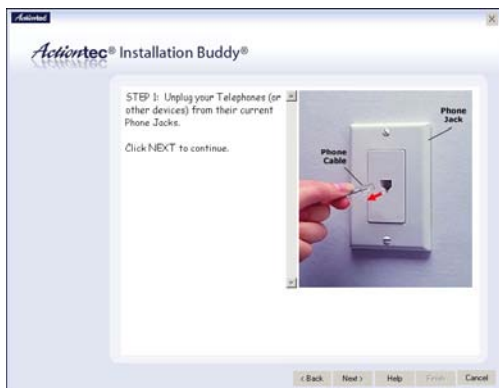 Actiontec
X
Actiontec® Installation Buddy®
STEP 1: Unplug your Telephones (or
other devices) from their current
Phone Jacks.
Click NEXT to continue.
Phone
Jack
Phone
Cable
< Back Next > Help Finish Cancel